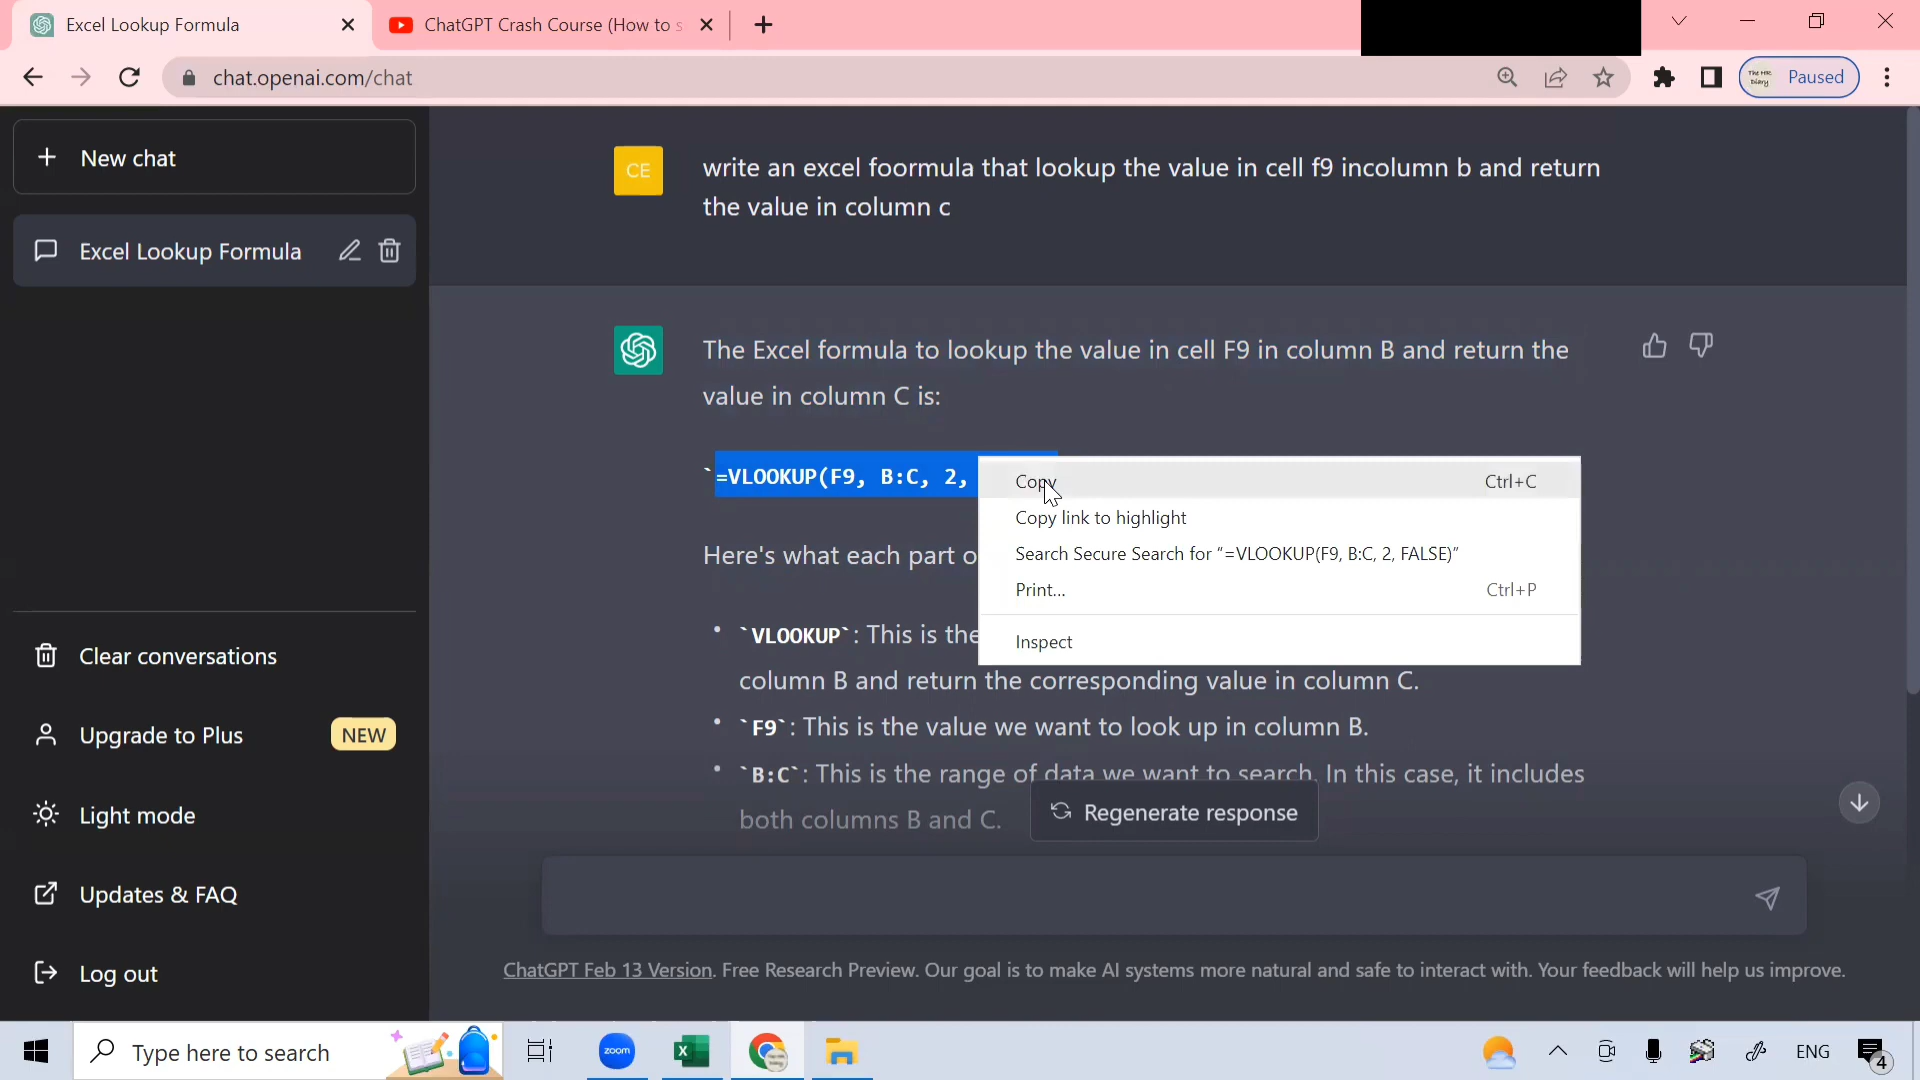 Excel Lookup Formula
ChatGPT Crash Course (How to s
chat.openai.com/chat
The HR
Diary
Paused
New chat
Excel Lookup Formula
Clear conversations
Upgrade to Plus
NEW
Light mode
Updates & FAQ
Log out
CE
write an excel foormula that lookup the value in cell f9 incolumn b and return
the value in column c
The Excel formula to lookup the value in cell F9 in column B and return the
value in column C is:
`=VLOOKUP(F9, B:C, 2,
Copy Ctrl+C
Copy link to highlight
Search Secure Search for “=VLOOKUP(F9, B:C, 2, FALSE)”
Print... Ctrl+P
Inspect
Here's what each part o
`VLOOKUP`: This is the
column B and return the corresponding value in column C.
`F9`: This is the value we want to look up in column B.
`B:C`: This is the range of data we want to search. In this case, it includes
both columns B and C.
Regenerate response
ChatGPT Feb 13 Version. Free Research Preview. Our goal is to make AI systems more natural and safe to interact with. Your feedback will help us improve.
Type here to search
zoom
ENG
4